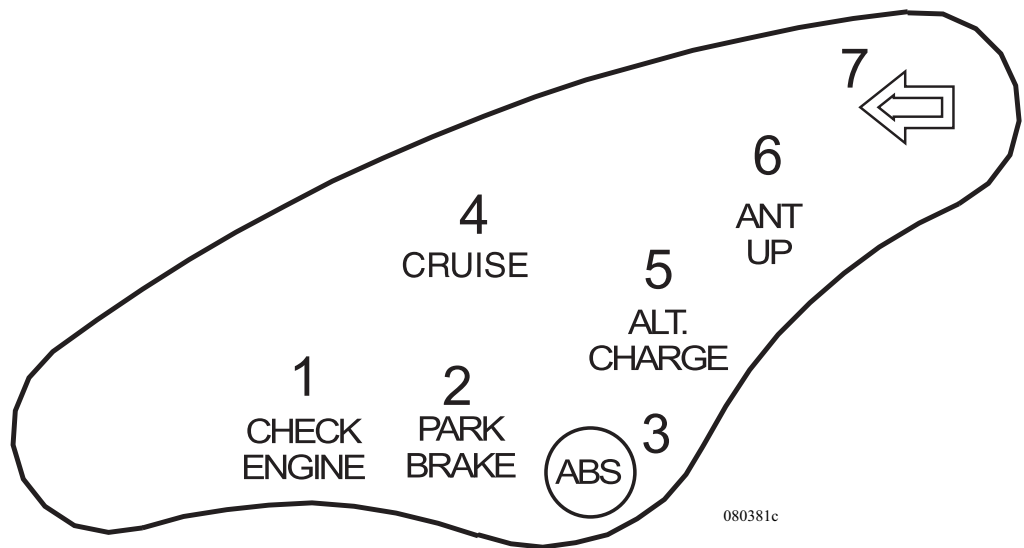 7
6
ANT
UP
4
CRUISE
5
ALT.
CHARGE
1
CHECK
ENGINE
2
PARK
BRAKE
3
ABS
080381c